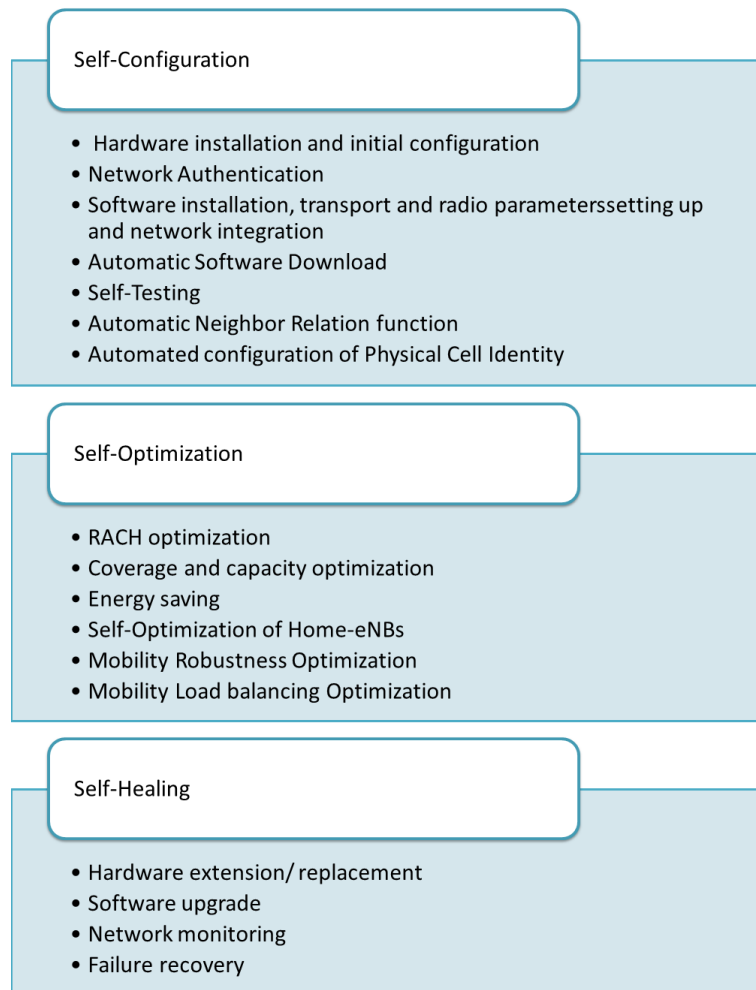 Self-Configuration
• Hardware installation and initial configuration
• Network Authentication
• Software installation, transport and radio parameterssetting up
and network integration
• Automatic Software Download
• Self-Testing
• Automatic Neighbor Relation function
• Automated configuration of Physical Cell Identity
Self-Optimization
• RACH optimization
• Coverage and capacity optimization
• Energy saving
• Self-Optimization of Home-eNBs
• Mobility Robustness Optimization
• Mobility Load balancing Optimization
Self-Healing
• Hardware extension/ replacement
• Software upgrade
• Network monitoring
• Failure recovery